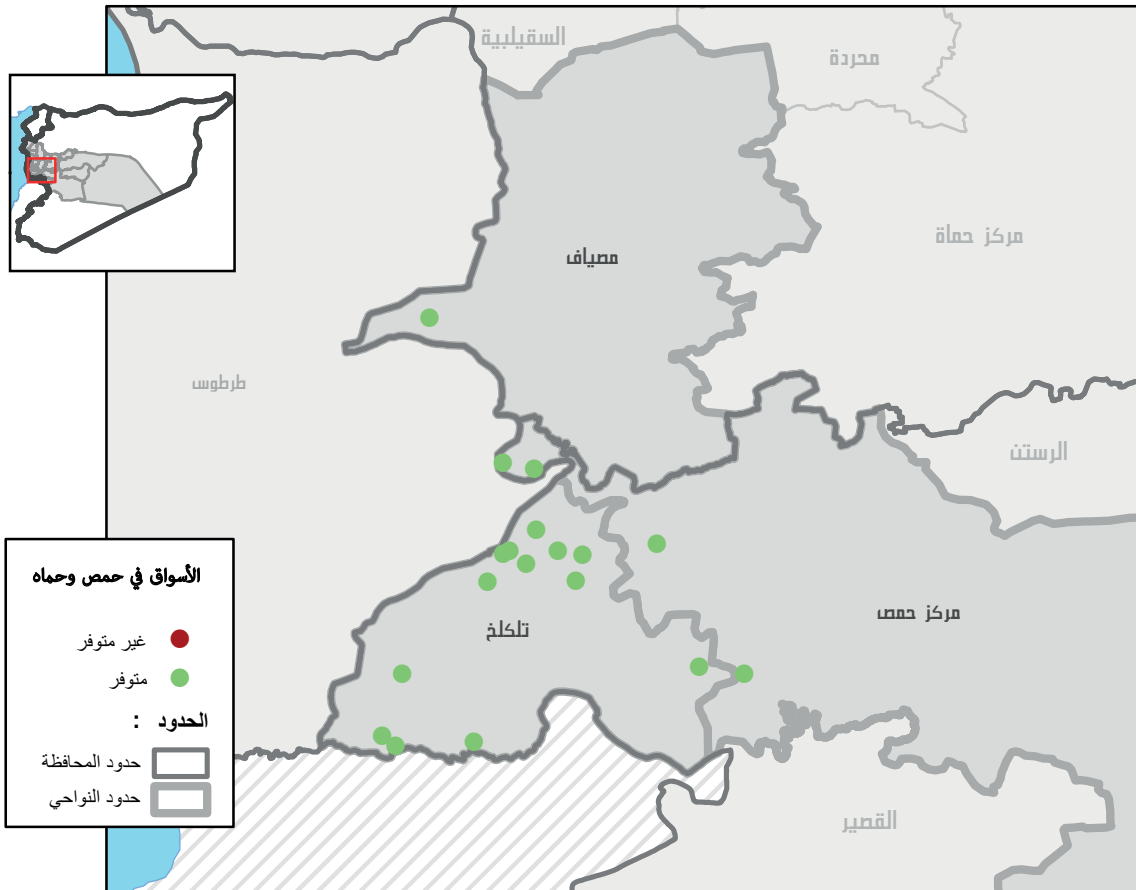 السقيلبية
محردة
مركز حماة
مصياف
طرطوس
الرستن
مركز حمص
تلكلخ
القصير
الأسواق في حمص وحماه
غير متوفر
متوفر
الحدود :
حدود المحافظة
حدود النواحي